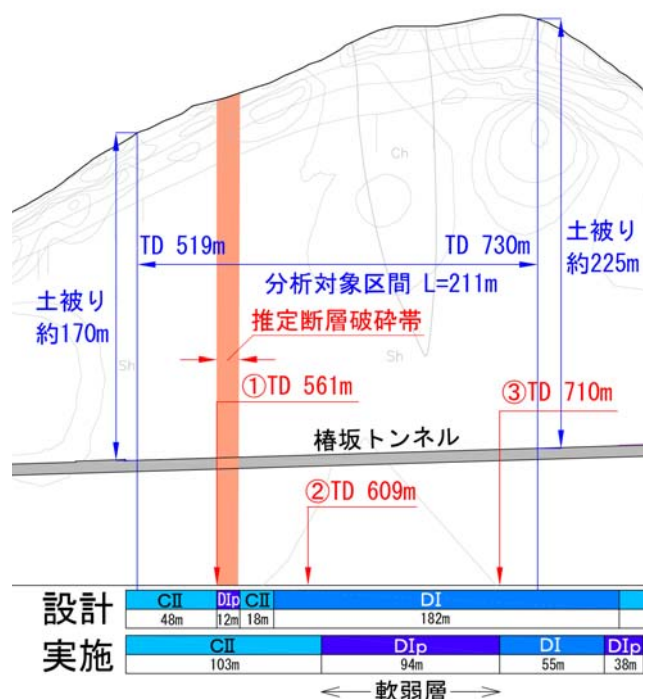 Ch
TD 519m
TD 730m
土被り
約225m
分析対象区間 L=211m
土被り
約170m
推定断層破砕帯
Sh
Sh
①TD 561m
③TD 710m
椿坂トンネル
②TD 609m
設計
CII
DIp
CII
DI
48m
12m
18m
182m
実施
CII
DIp
DI
DIp
103m
94m
55m
38m
軟弱層